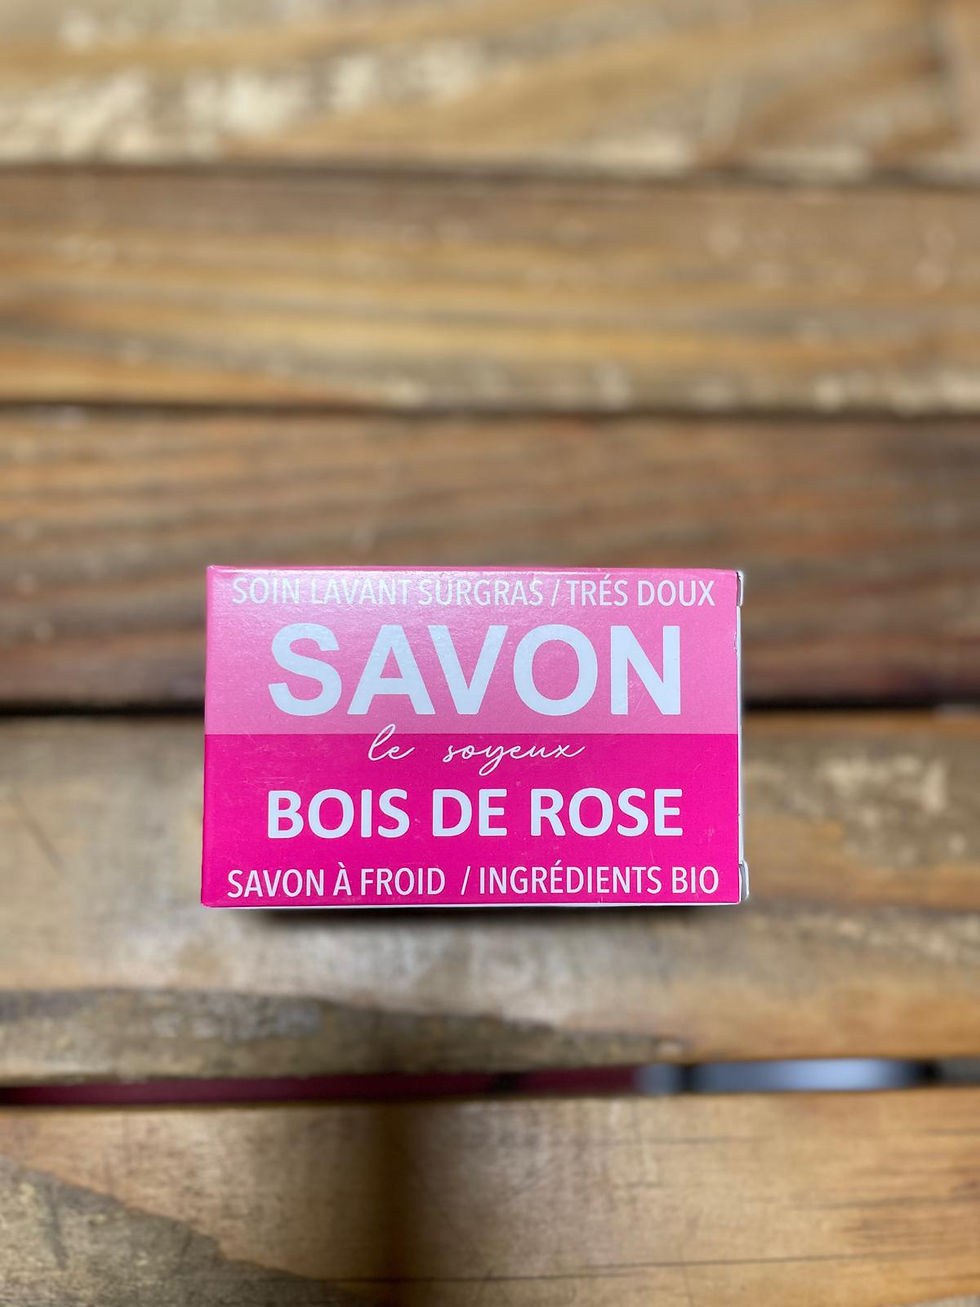 SOIN LAVANT SURGRAS / TRÉS DOUX
SAVON
le soyeux
BOIS DE ROSE
SAVON À FROID / INGRÉDIENTS BIO